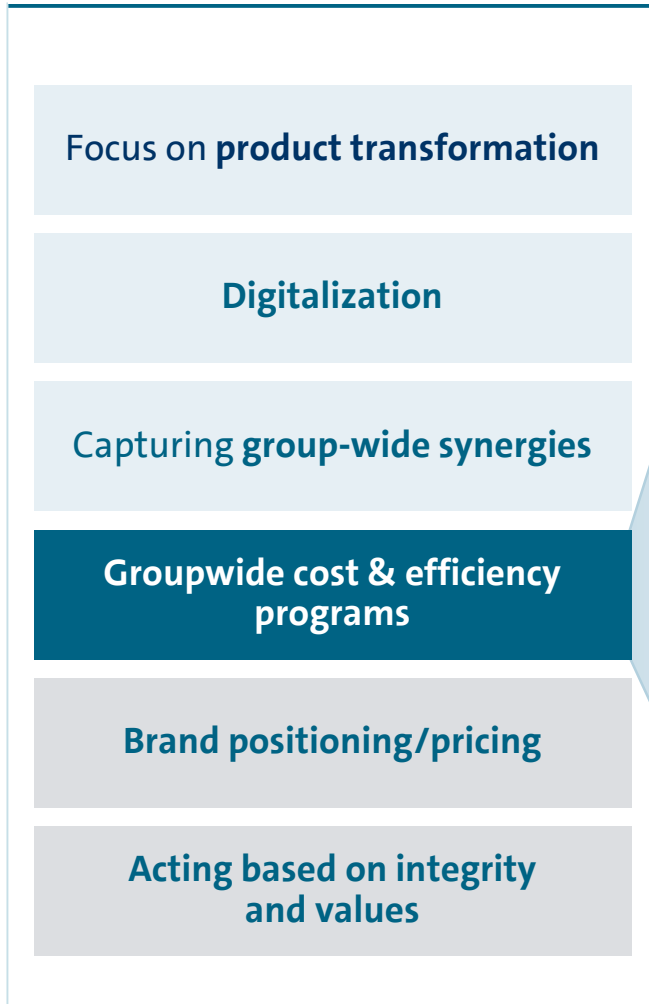 Focus on product transformation
Digitalization
Capturing group-wide synergies
Groupwide cost & efficiency
programs
Brand positioning/pricing
Acting based on integrity
and values